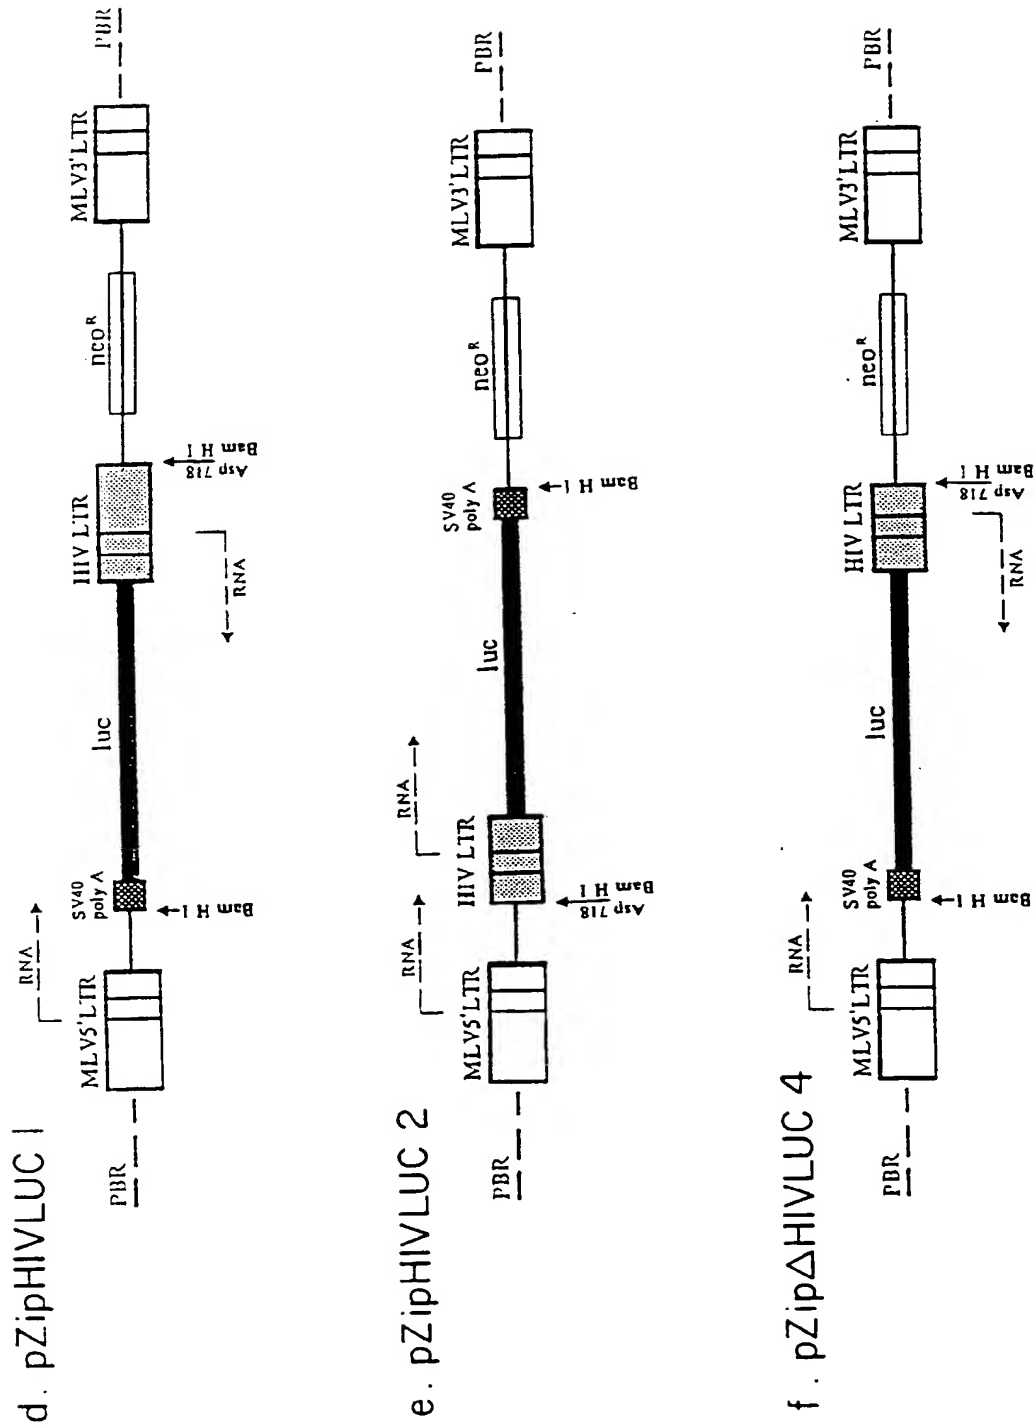 d. pZipHIVLUC 1
PBR
MLV5'LTR
RNA
SV40
poly A
Bam H I
luc
HIV LTR
RNA
Asp 718
Bam H I
neoR
MLV3'LTR
PBR
e. pZipHIVLUC 2
PBR
MLV5'LTR
RNA
HIV LTR
Asp 718
Bam H I
RNA
luc
SV40
poly A
Bam H I
neoR
MLV3'LTR
PBR
f. pZipΔHIVLUC 4
PBR
MLV5'LTR
RNA
SV40
poly A
Bam H I
luc
HIV LTR
RNA
Asp 718
Bam H I
neoR
MLV3'LTR
PBR